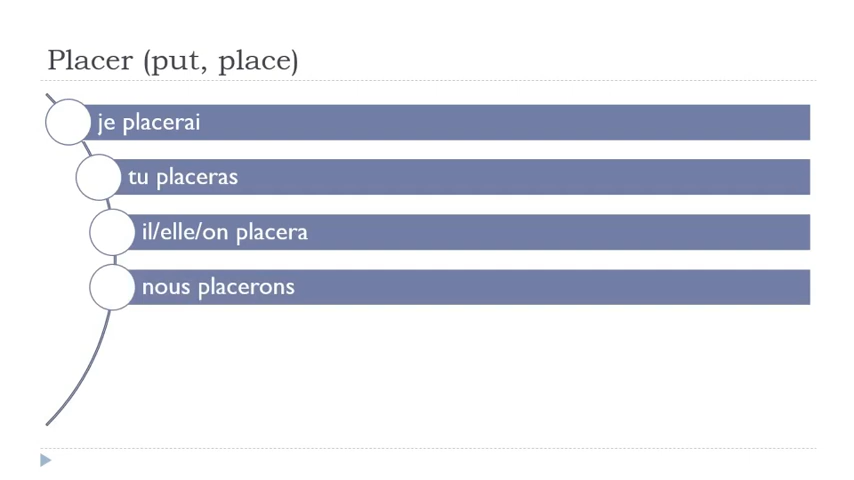 Placer (put, place)
je placerai
tu placeras
il/elle/on placera
nous placerons